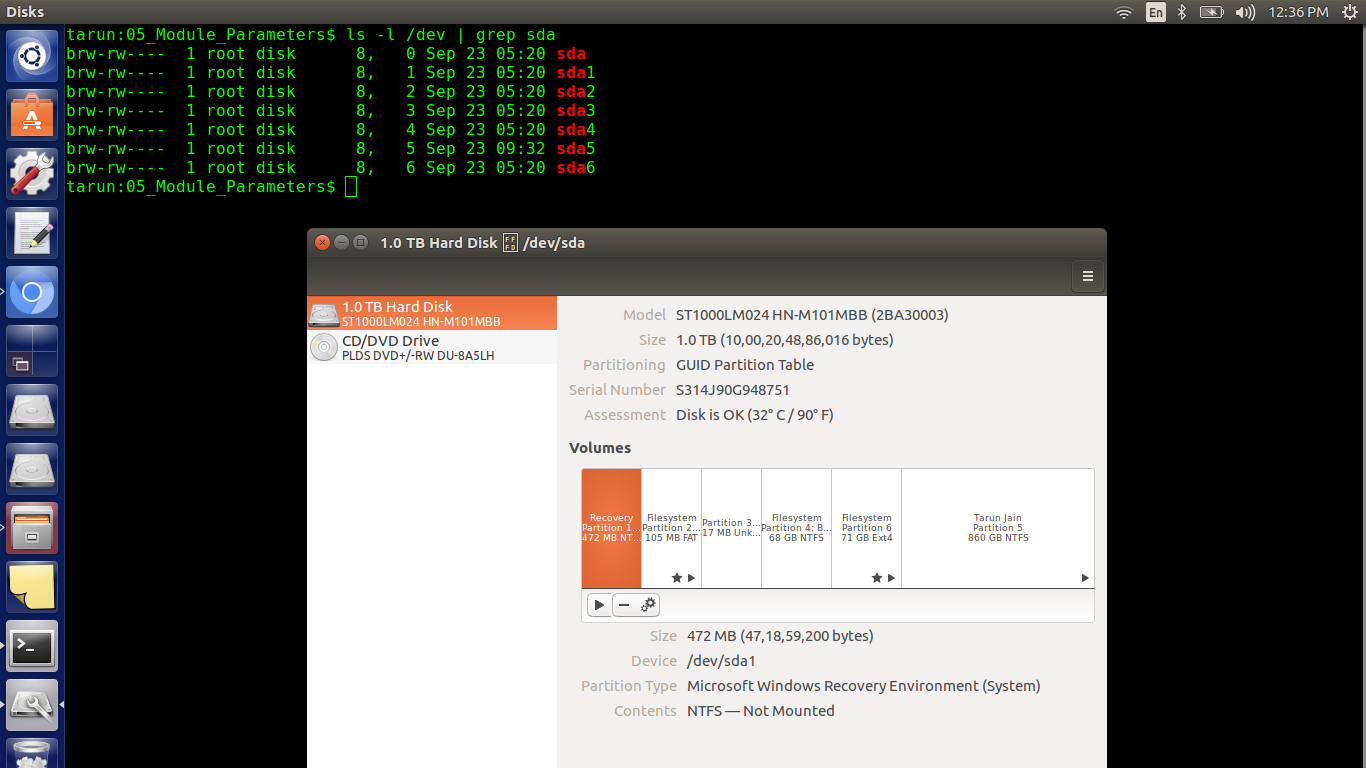 Disks
En
12:36 PM
tarun:05_Module_Parameters$ ls -l /dev | grep sda
brw-rw---- 1 root disk 8, 0 Sep 23 05:20 sda
brw-rw---- 1 root disk 8, 1 Sep 23 05:20 sda1
brw-rw---- 1 root disk 8, 2 Sep 23 05:20 sda2
brw-rw---- 1 root disk 8, 3 Sep 23 05:20 sda3
brw-rw---- 1 root disk 8, 4 Sep 23 05:20 sda4
brw-rw---- 1 root disk 8, 5 Sep 23 09:32 sda5
brw-rw---- 1 root disk 8, 6 Sep 23 05:20 sda6
tarun:05_Module_Parameters$
1.0 TB Hard Disk FFFD /dev/sda
1.0 TB Hard Disk
ST1000LM024 HN-M101MBB
CD/DVD Drive
PLDS DVD+/-RW DU-8A5LH
Model ST1000LM024 HN-M101MBB (2BA30003)
Size 1.0 TB (10,00,20,48,86,016 bytes)
Partitioning GUID Partition Table
Serial Number S314J90G948751
Assessment Disk is OK (32° C / 90° F)
Volumes
Recovery
Partition 1...
472 MB NT...
Filesystem
Partition 2...
105 MB FAT
Partition 3...
17 MB Unk...
Filesystem
Partition 4: B...
68 GB NTFS
Filesystem
Partition 6
71 GB Ext4
Tarun Jain
Partition 5
860 GB NTFS
Size 472 MB (47,18,59,200 bytes)
Device /dev/sda1
Partition Type Microsoft Windows Recovery Environment (System)
Contents NTFS — Not Mounted